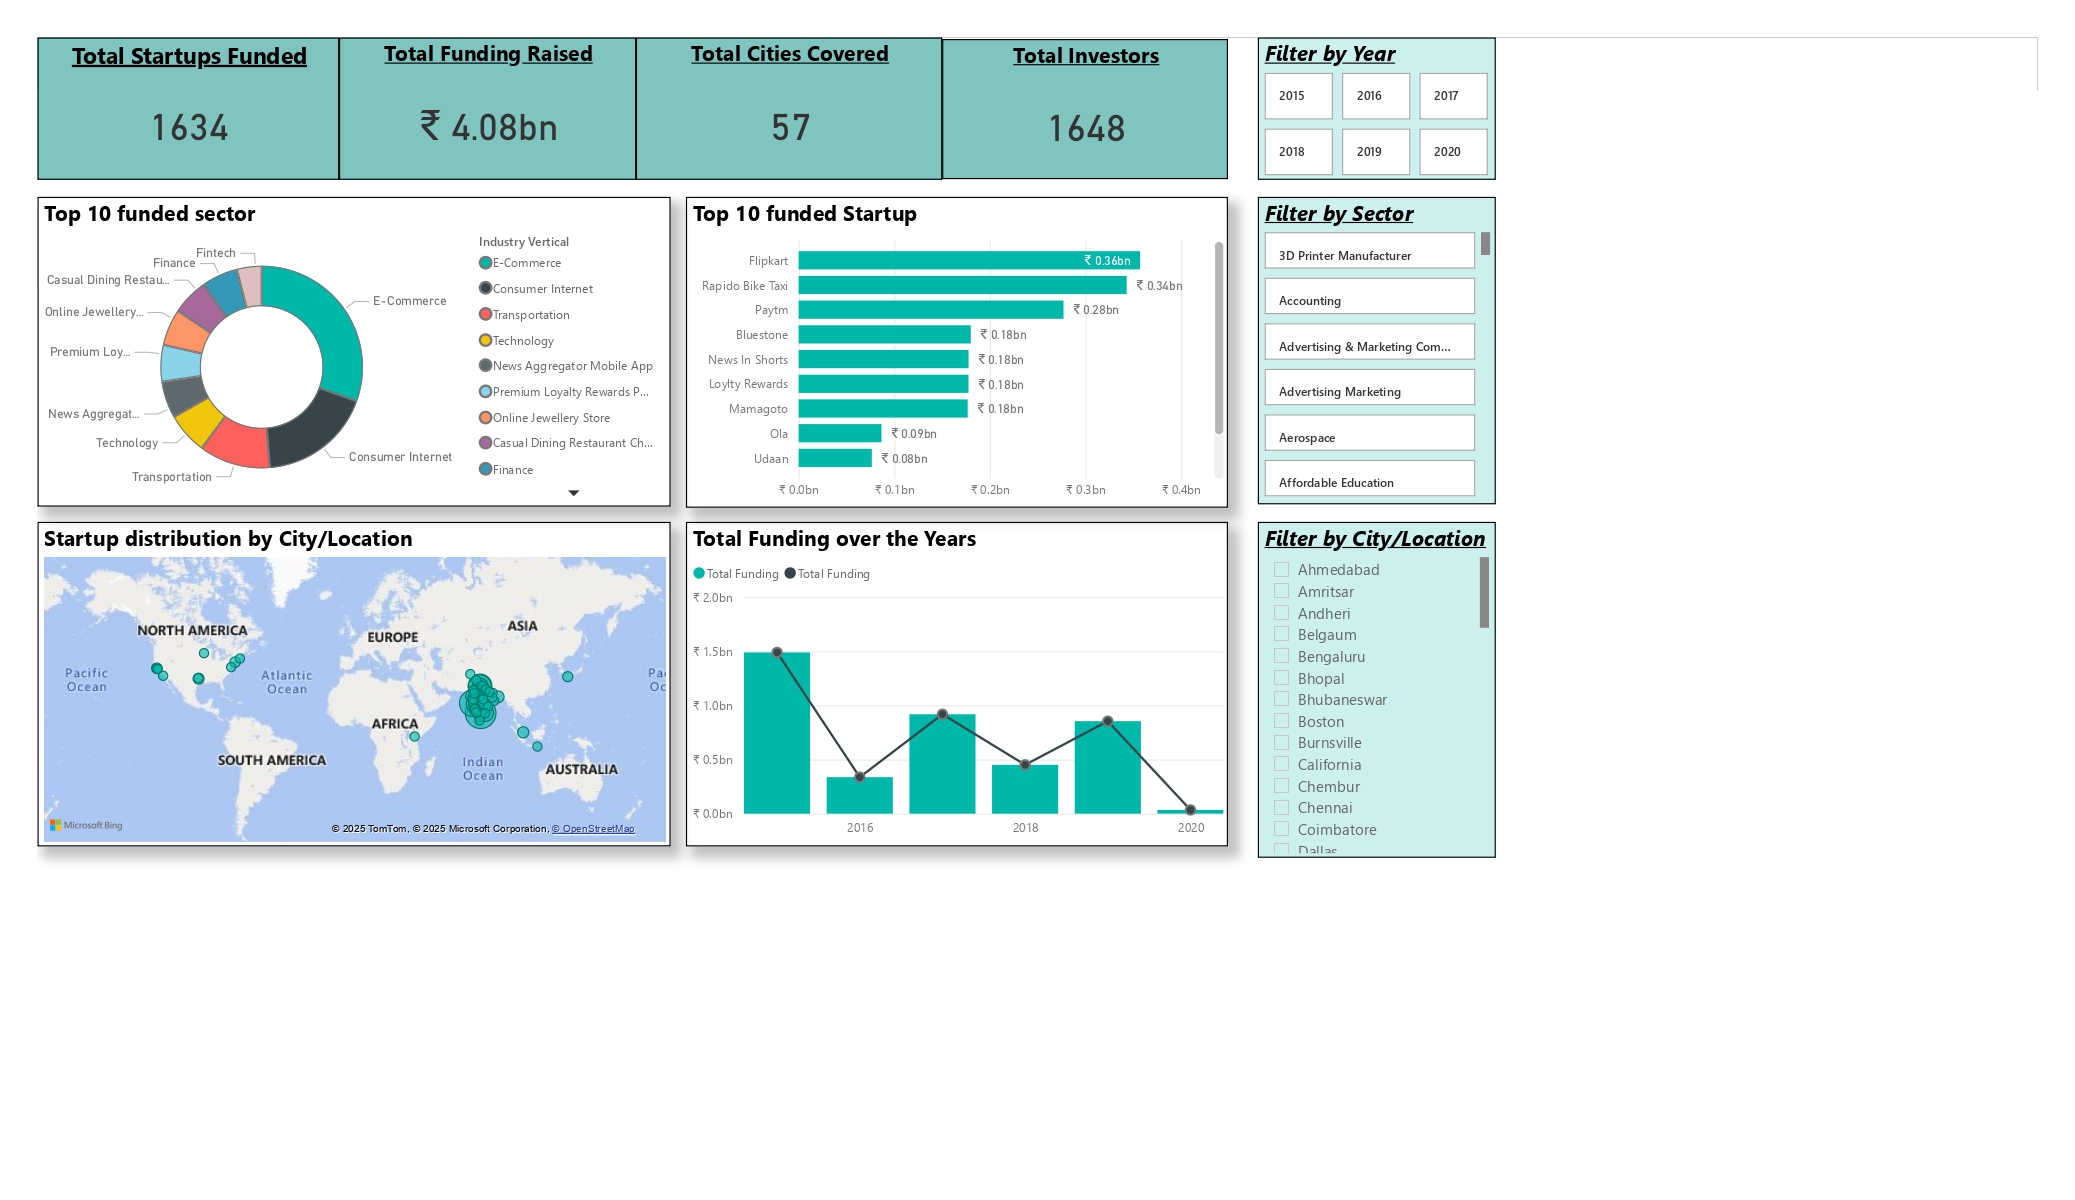 Total Startups Funded
1634
Total Funding Raised
₹ 4.08bn
Total Cities Covered
57
Total Investors
1648
Filter by Year
2015
2016
2017
2018
2019
2020
Top 10 funded sector
Fintech
Finance
Casual Dining Restau...
Online Jewellery...
Premium Loy...
News Aggregat...
Technology
Transportation
Consumer Internet
E-Commerce
Industry Vertical
E-Commerce
Consumer Internet
Transportation
Technology
News Aggregator Mobile App
Premium Loyalty Rewards P...
Online Jewellery Store
Casual Dining Restaurant Ch...
Finance
Top 10 funded Startup
Flipkart ₹ 0.36bn
Rapido Bike Taxi ₹ 0.34bn
Paytm ₹ 0.28bn
Bluestone ₹ 0.18bn
News In Shorts ₹ 0.18bn
Loylty Rewards ₹ 0.18bn
Mamagoto ₹ 0.18bn
Ola ₹ 0.09bn
Udaan ₹ 0.08bn
₹ 0.0bn ₹ 0.1bn ₹ 0.2bn ₹ 0.3bn ₹ 0.4bn
Filter by Sector
3D Printer Manufacturer
Accounting
Advertising & Marketing Com...
Advertising Marketing
Aerospace
Affordable Education
Startup distribution by City/Location
NORTH AMERICA
EUROPE
ASIA
Pacific
Ocean
Atlantic
Ocean
Pac
Oc
AFRICA
SOUTH AMERICA
Indian
Ocean
AUSTRALIA
Microsoft Bing
© 2025 TomTom, © 2025 Microsoft Corporation, © OpenStreetMap
Total Funding over the Years
Total Funding Total Funding
₹ 2.0bn
₹ 1.5bn
₹ 1.0bn
₹ 0.5bn
₹ 0.0bn
2016 2018 2020
Filter by City/Location
Ahmedabad
Amritsar
Andheri
Belgaum
Bengaluru
Bhopal
Bhubaneswar
Boston
Burnsville
California
Chembur
Chennai
Coimbatore
Dallas